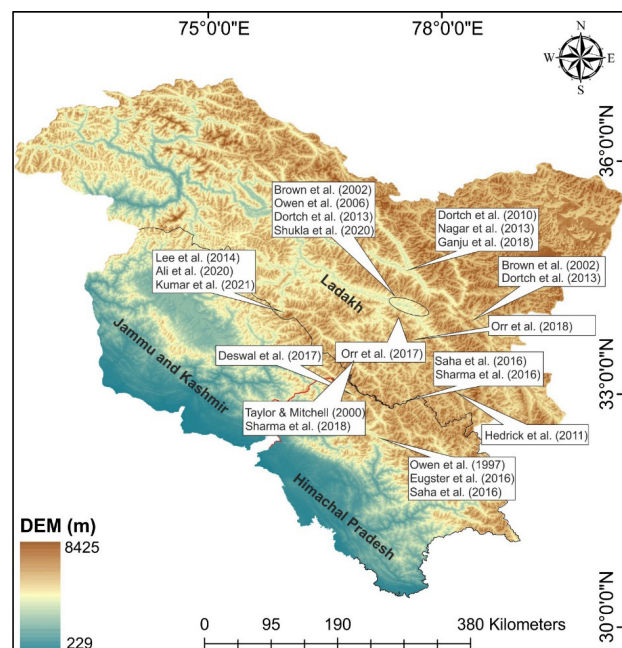 75°0'0"E
78°0'0"E
N
W
E
S
36°0'0"N
Brown et al. (2002)
Owen et al. (2006)
Dortch et al. (2013)
Shukla et al. (2020)
Dortch et al. (2010)
Nagar et al. (2013)
Ganju et al. (2018)
Lee et al. (2014)
Ali et al. (2020)
Kumar et al. (2021)
Brown et al. (2002)
Dortch et al. (2013)
Ladakh
Orr et al. (2018)
Jammu and Kashmir
Deswal et al. (2017)
Orr et al. (2017)
Saha et al. (2016)
Sharma et al. (2016)
33°0'0"N
Taylor & Mitchell (2000)
Sharma et al. (2018)
Hedrick et al. (2011)
Owen et al. (1997)
Eugster et al. (2016)
Saha et al. (2016)
Himachal Pradesh
DEM (m)
8425
229
30°0'0"N
0
95
190
380 Kilometers